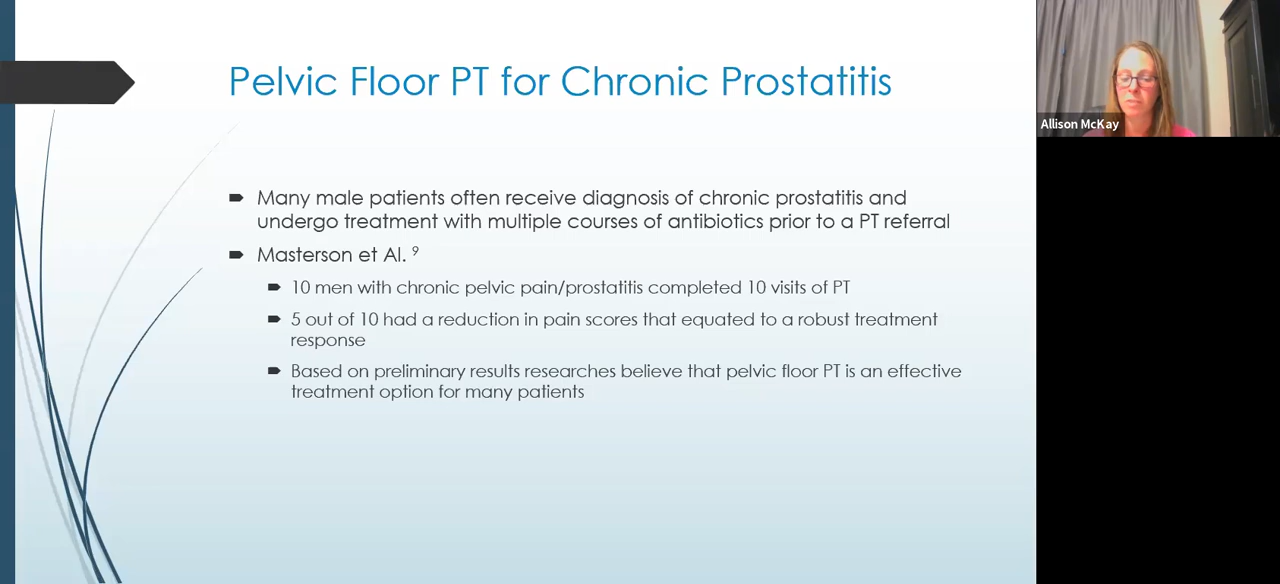 Pelvic Floor PT for Chronic Prostatitis
Many male patients often receive diagnosis of chronic prostatitis and
undergo treatment with multiple courses of antibiotics prior to a PT referral
Masterson et Al. ⁹
10 men with chronic pelvic pain/prostatitis completed 10 visits of PT
5 out of 10 had a reduction in pain scores that equated to a robust treatment
response
Based on preliminary results researches believe that pelvic floor PT is an effective
treatment option for many patients
Allison McKay